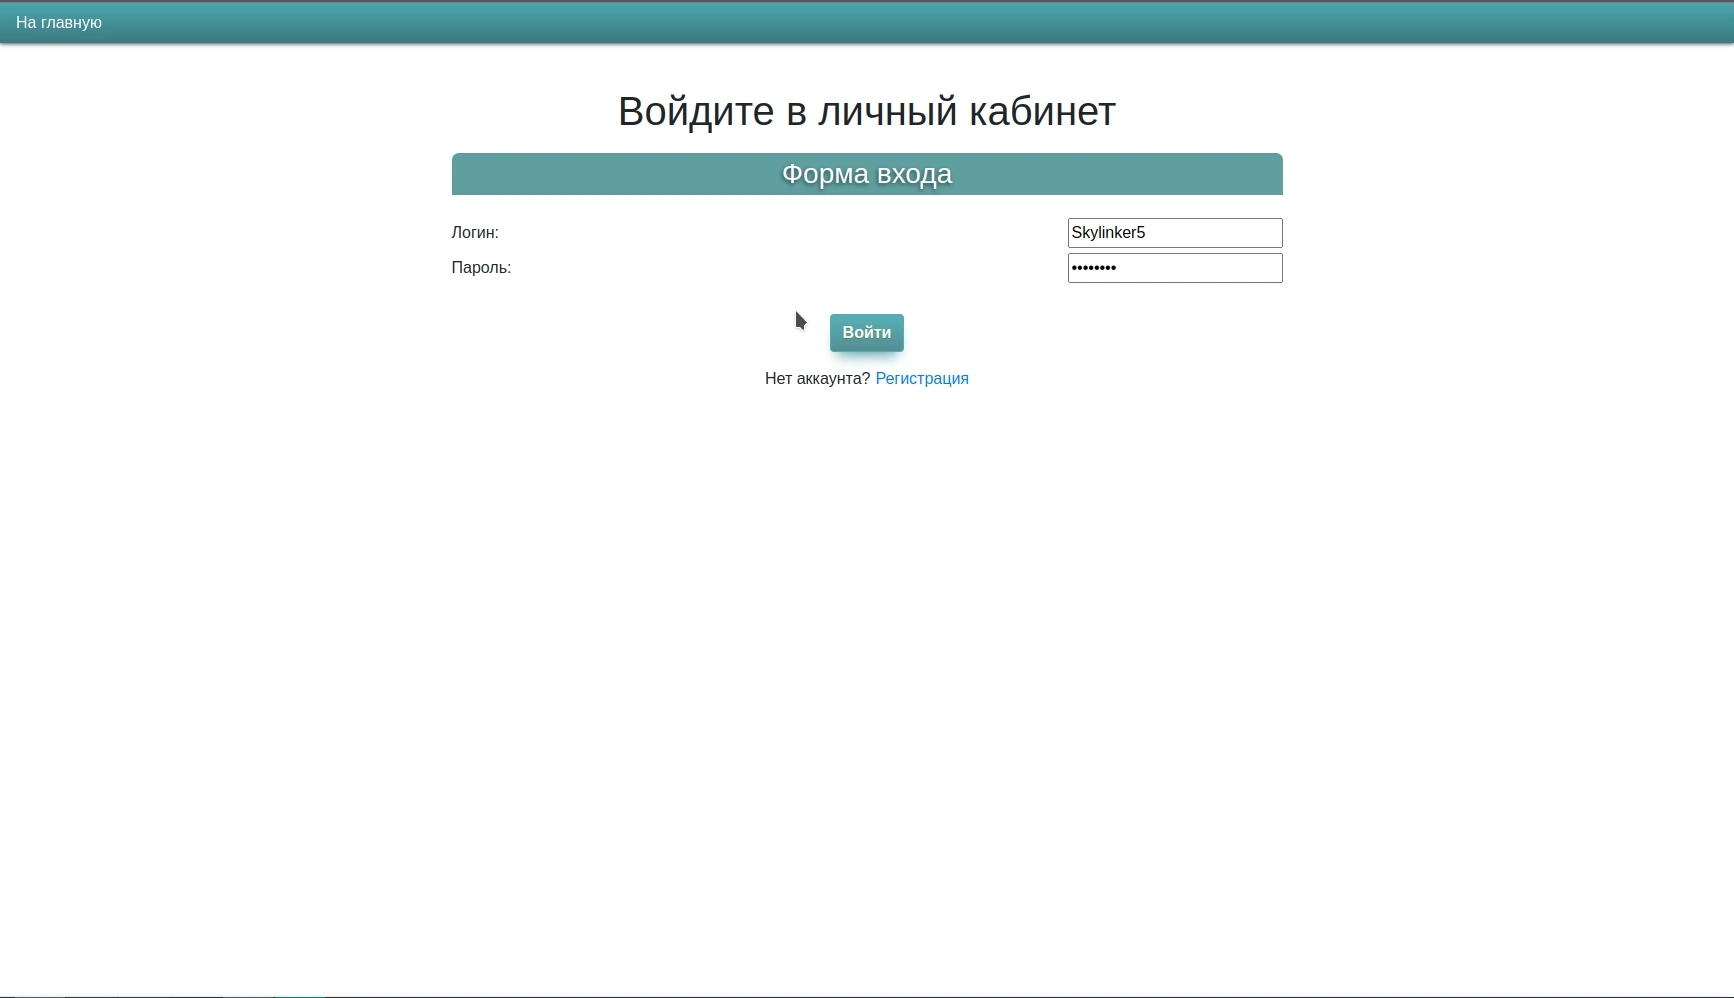 На главную
Войдите в личный кабинет
Форма входа
Логин: Skylinker5
Пароль: ••••••••
Войти
Нет аккаунта? Регистрация